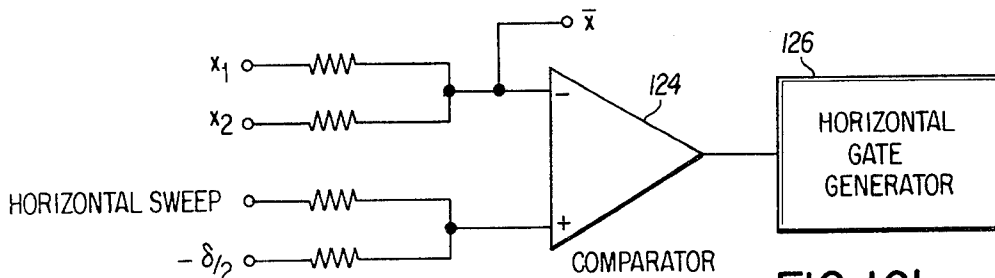 x̄
x₁
x₂
124
126
−
+
HORIZONTAL SWEEP
− δ/2
COMPARATOR
HORIZONTAL
GATE
GENERATOR